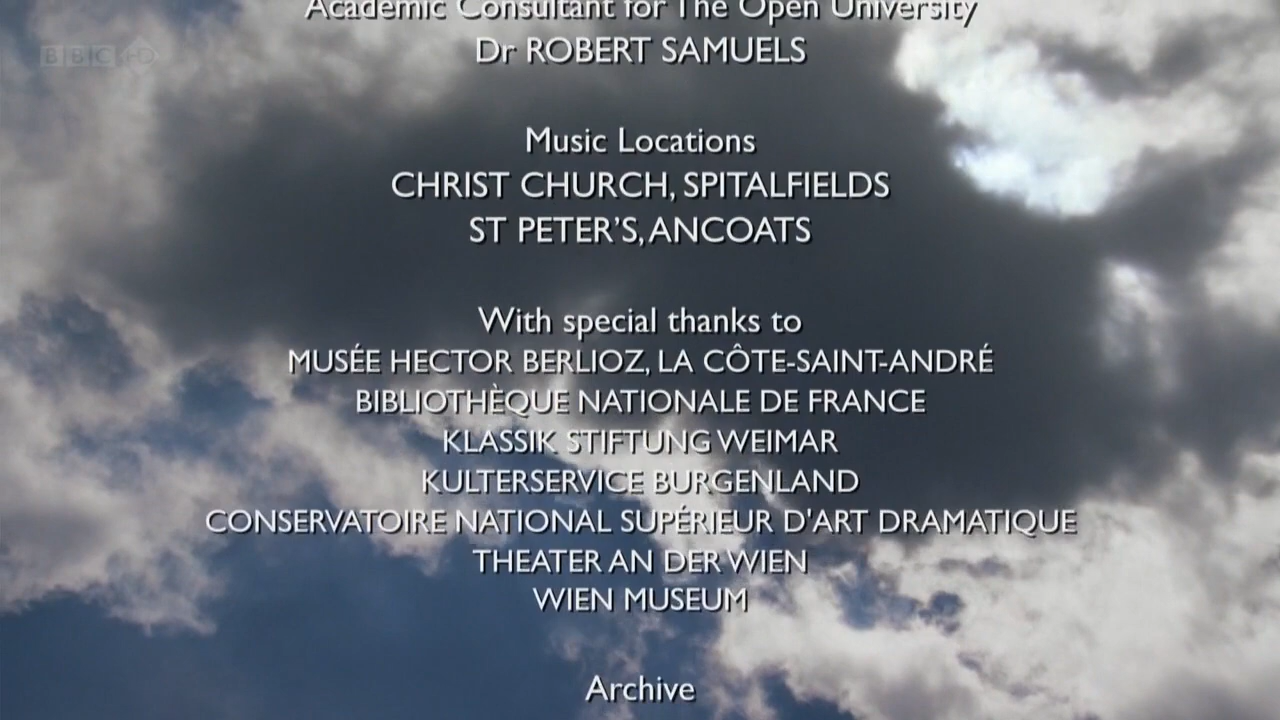 Academic Consultant for The Open University
BBC HD
Dr ROBERT SAMUELS
Music Locations
CHRIST CHURCH, SPITALFIELDS
ST PETER'S, ANCOATS
With special thanks to
MUSÉE HECTOR BERLIOZ, LA CÔTE-SAINT-ANDRÉ
BIBLIOTHÈQUE NATIONALE DE FRANCE
KLASSIK STIFTUNG WEIMAR
KULTERSERVICE BURGENLAND
CONSERVATOIRE NATIONAL SUPÉRIEUR D'ART DRAMATIQUE
THEATER AN DER WIEN
WIEN MUSEUM
Archive